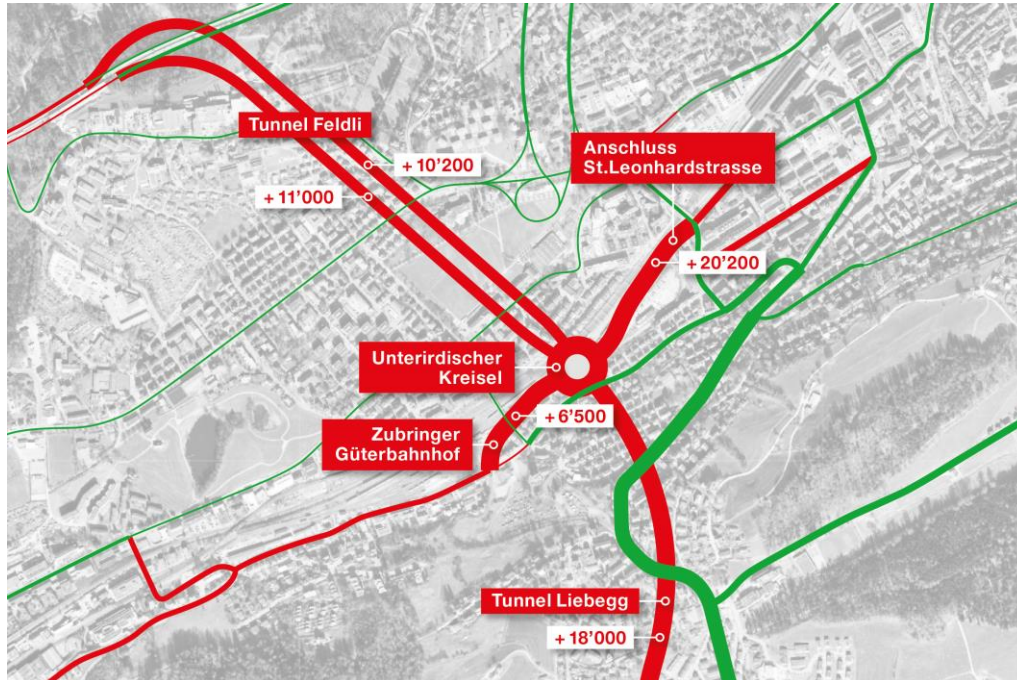 Tunnel Feldli
+ 10'200
+ 11'000
Anschluss
St.Leonhardstrasse
+ 20'200
Unterirdischer
Kreisel
+ 6'500
Zubringer
Güterbahnhof
Tunnel Liebegg
+ 18'000